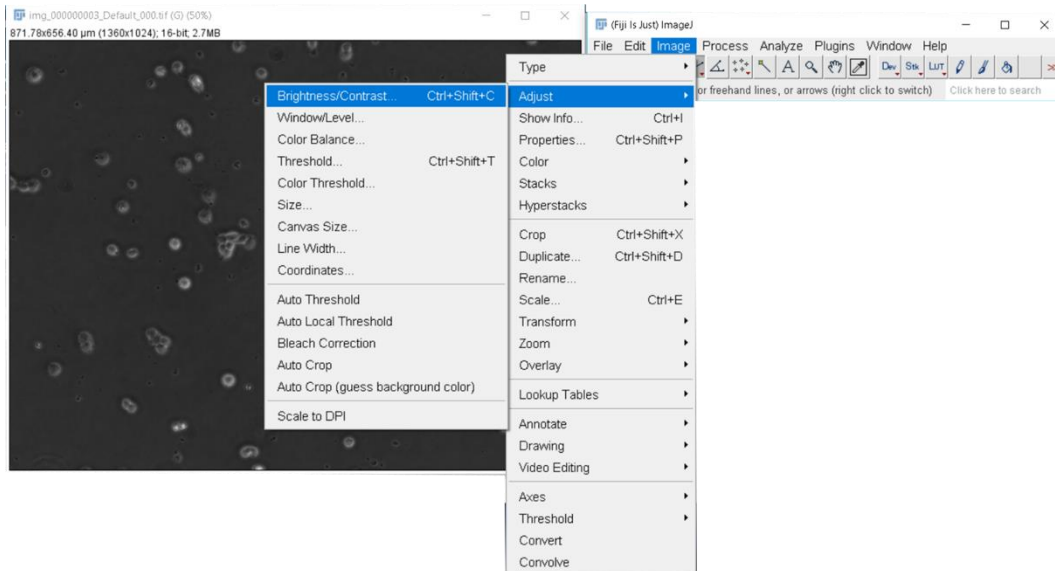 img_000000003_Default_000.tif (G) (50%)
871.78x656.40 µm (1360x1024); 16-bit; 2.7MB
(Fiji Is Just) ImageJ
File Edit Image Process Analyze Plugins Window Help
Dev Stk LUT
or freehand lines, or arrows (right click to switch) Click here to search
Type
Adjust
Show Info... Ctrl+I
Properties... Ctrl+Shift+P
Color
Stacks
Hyperstacks
Crop Ctrl+Shift+X
Duplicate... Ctrl+Shift+D
Rename...
Scale... Ctrl+E
Transform
Zoom
Overlay
Lookup Tables
Annotate
Drawing
Video Editing
Axes
Threshold
Convert
Convolve
Brightness/Contrast... Ctrl+Shift+C
Window/Level...
Color Balance...
Threshold... Ctrl+Shift+T
Color Threshold...
Size...
Canvas Size...
Line Width...
Coordinates...
Auto Threshold
Auto Local Threshold
Bleach Correction
Auto Crop
Auto Crop (guess background color)
Scale to DPI